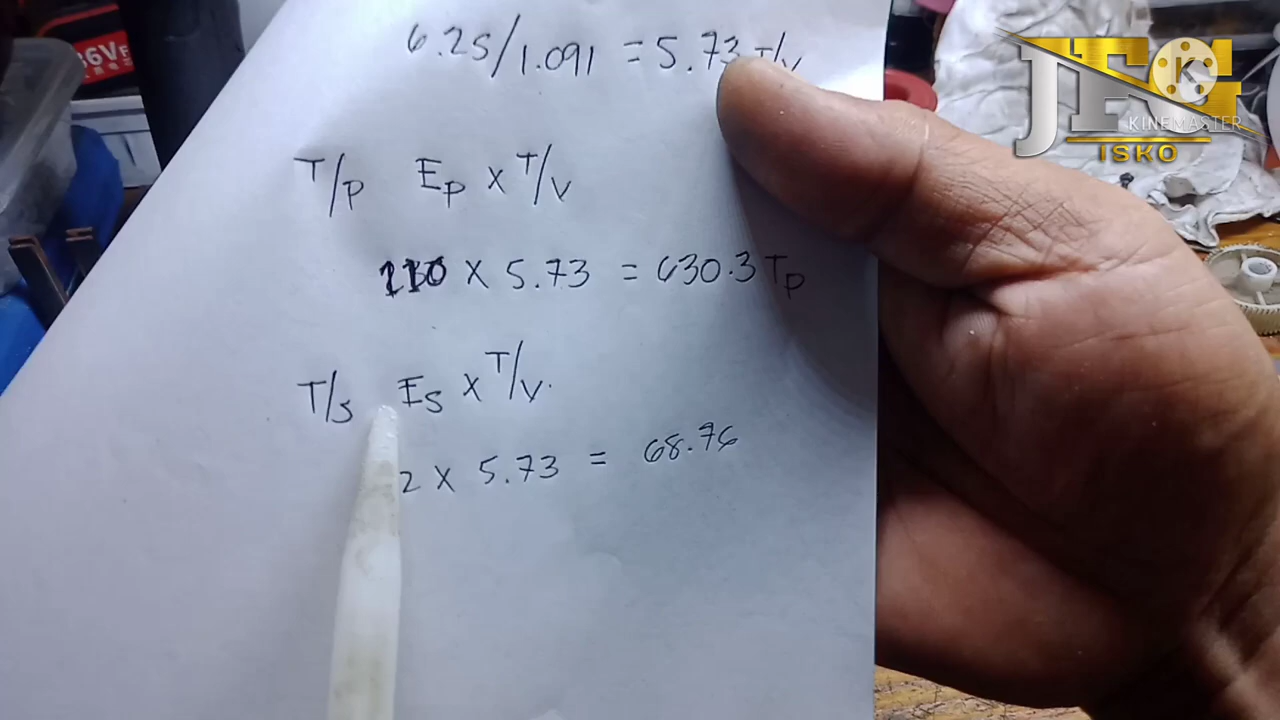 6.25/1.091 = 5.73 T/V
T/P EP X T/V
110 X 5.73 = 630.3 TP
T/S ES X T/V.
2 X 5.73 = 68.76
36V
JFG
KINEMASTER
ISKO